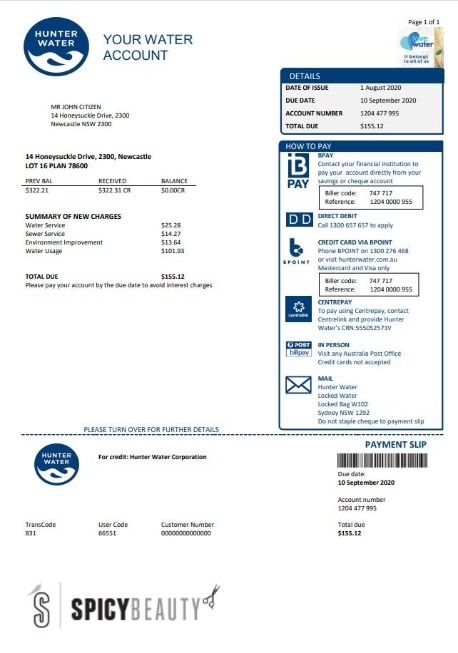 Page 1 of 1
HUNTER
WATER
YOUR WATER
ACCOUNT
love
water
it belongs
to all of us
DETAILS
DATE OF ISSUE 1 August 2020
DUE DATE 10 September 2020
ACCOUNT NUMBER 1204 477 995
TOTAL DUE $155.12
MR JOHN CITIZEN
14 Honeysuckle Drive, 2300
Newcastle NSW 2300
14 Honeysuckle Drive, 2300, Newcastle
LOT 16 PLAN 78600
PREV BAL RECEIVED BALANCE
$322.21 $322.31 CR $0.00CR
SUMMARY OF NEW CHARGES
Water Service $25.28
Sewer Service $14.27
Environment Improvement $13.64
Water Usage $101.93
TOTAL DUE $155.12
Please pay your account by the due date to avoid interest charges
HOW TO PAY
B
PAY
BPAY
Contact your financial institution to
pay your account directly from your
savings or cheque account
Biller code: 747 717
Reference: 1204 0000 955
DD
DIRECT DEBIT
Call 1300 657 657 to apply
b
BPOINT
CREDIT CARD VIA BPOINT
Phone BPOINT on 1300 276 468
or visit hunterwater.com.au
Mastercard and Visa only
Biller code: 747 717
Reference: 1204 0000 955
centrelink
CENTREPAY
To pay using Centrepay, contact
Centrelink and provide Hunter
Water's CRN:555052571V
POST
billpay
IN PERSON
Visit any Australia Post Office
Credit cards not accepted
MAIL
Hunter Water
Locked Water
Locked Bag W102
Sydney NSW 1292
Do not staple cheque to payment slip
PLEASE TURN OVER FOR FURTHER DETAILS
HUNTER
WATER
For credit: Hunter Water Corporation
PAYMENT SLIP
Due date:
10 September 2020
Account number
1204 477 995
TransCode User Code Customer Number Total due
831 66551 00000000000000 $155.12
S SPICYBEAUTY